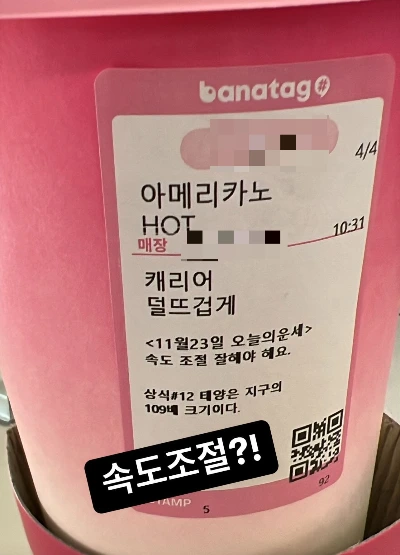 banatag#
4/4
아메리카노
HOT
10:31
매장
캐리어
덜뜨겁게
<11월23일 오늘의운세>
속도 조절 잘해야 해요.
상식#12 태양은 지구의
109배 크기이다.
속도조절?!
92
TAMP
5